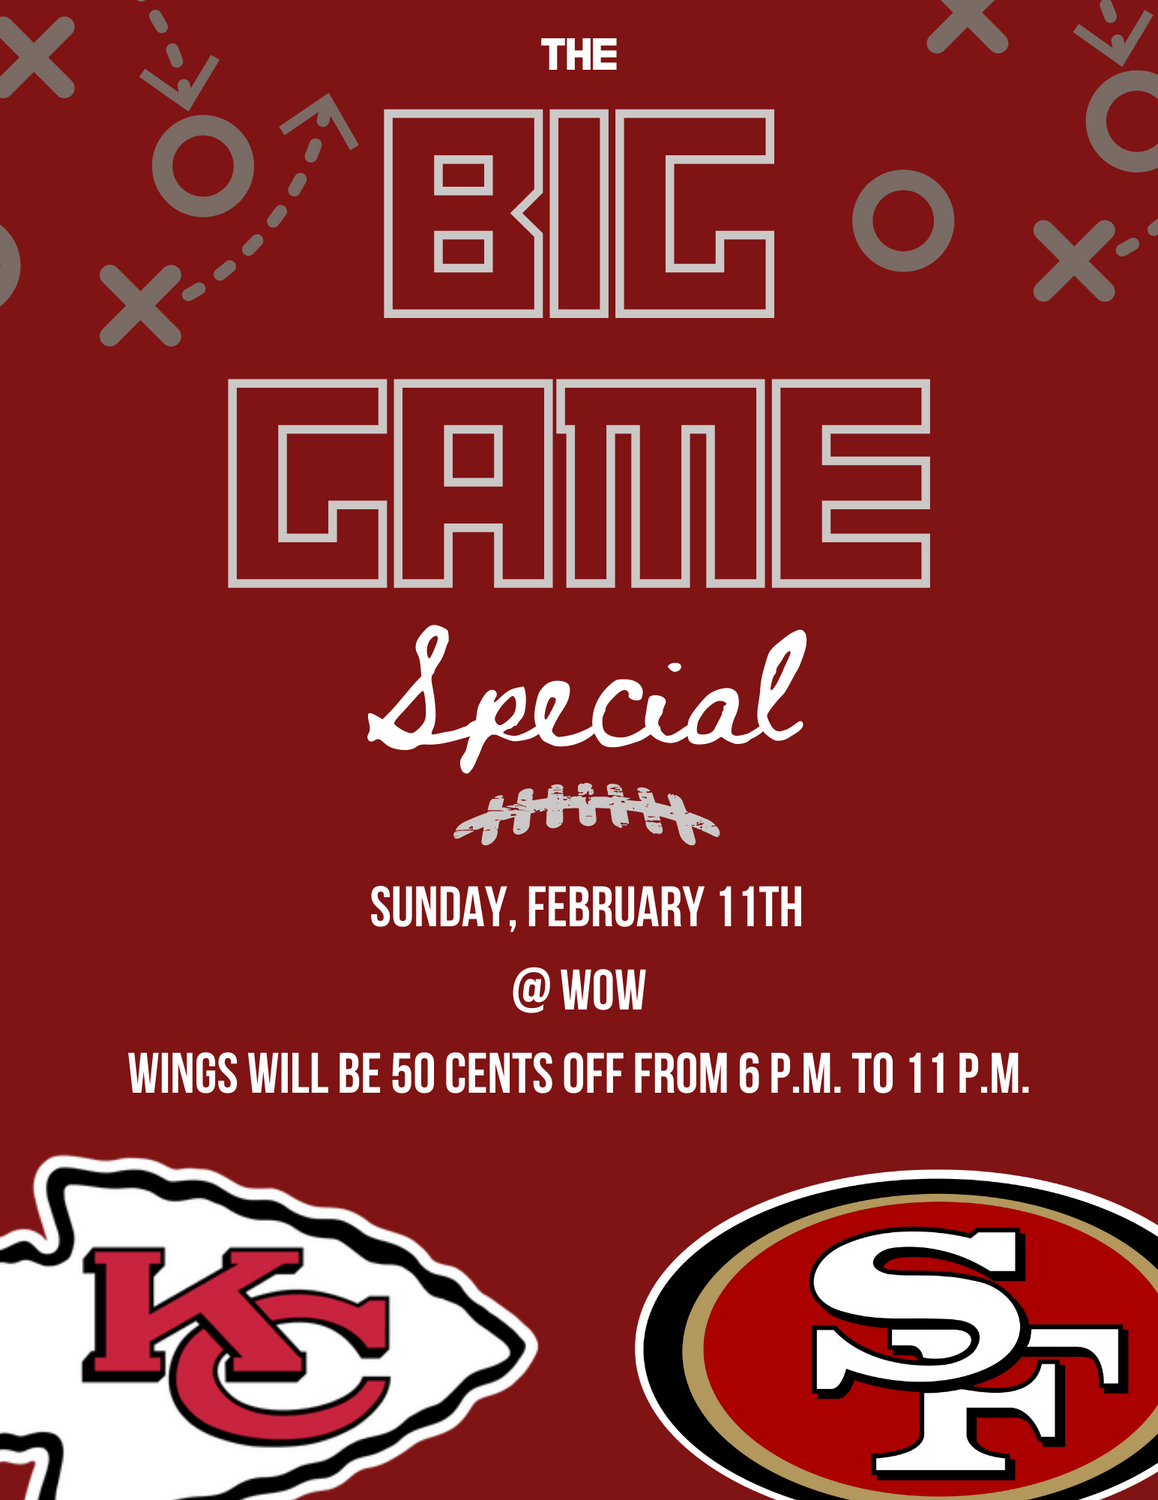 THE
BIG
GAME
Special
SUNDAY, FEBRUARY 11TH
@ WOW
WINGS WILL BE 50 CENTS OFF FROM 6 P.M. TO 11 P.M.
KC
SF